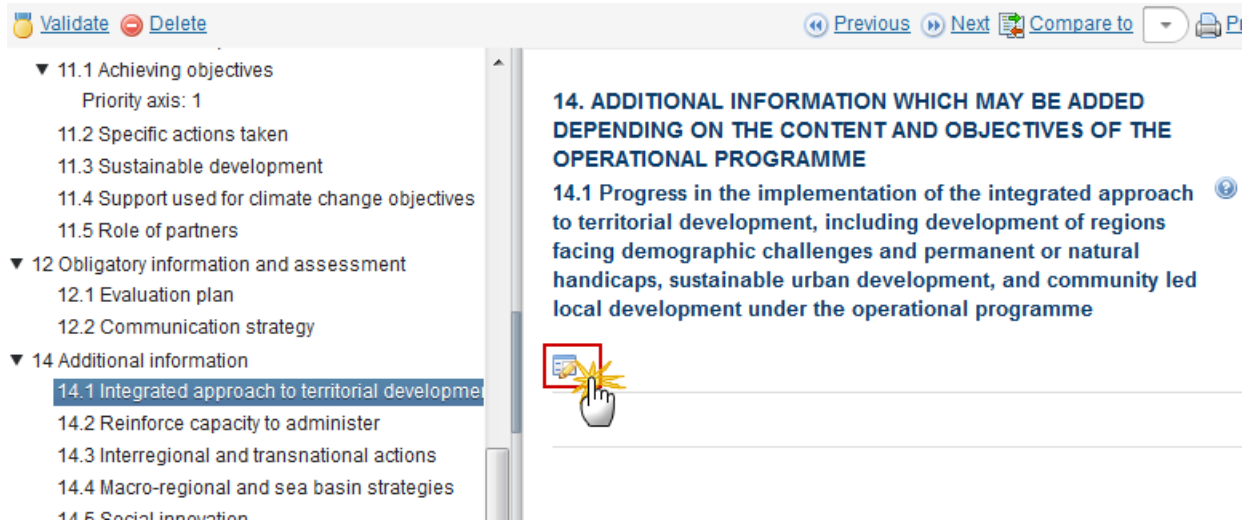 Validate Delete Previous Next Compare to
11.1 Achieving objectives
Priority axis: 1
11.2 Specific actions taken
11.3 Sustainable development
11.4 Support used for climate change objectives
11.5 Role of partners
12 Obligatory information and assessment
12.1 Evaluation plan
12.2 Communication strategy
14 Additional information
14.1 Integrated approach to territorial
14.2 Reinforce capacity to administer
14.3 Interregional and transnational actions
14.4 Macro-regional and sea basin strategies
14.5 Social innovation
14. ADDITIONAL INFORMATION WHICH MAY BE ADDED
DEPENDING ON THE CONTENT AND OBJECTIVES OF THE
OPERATIONAL PROGRAMME
14.1 Progress in the implementation of the integrated approach
to territorial development, including development of regions
facing demographic challenges and permanent or natural
handicaps, sustainable urban development, and community led
local development under the operational programme